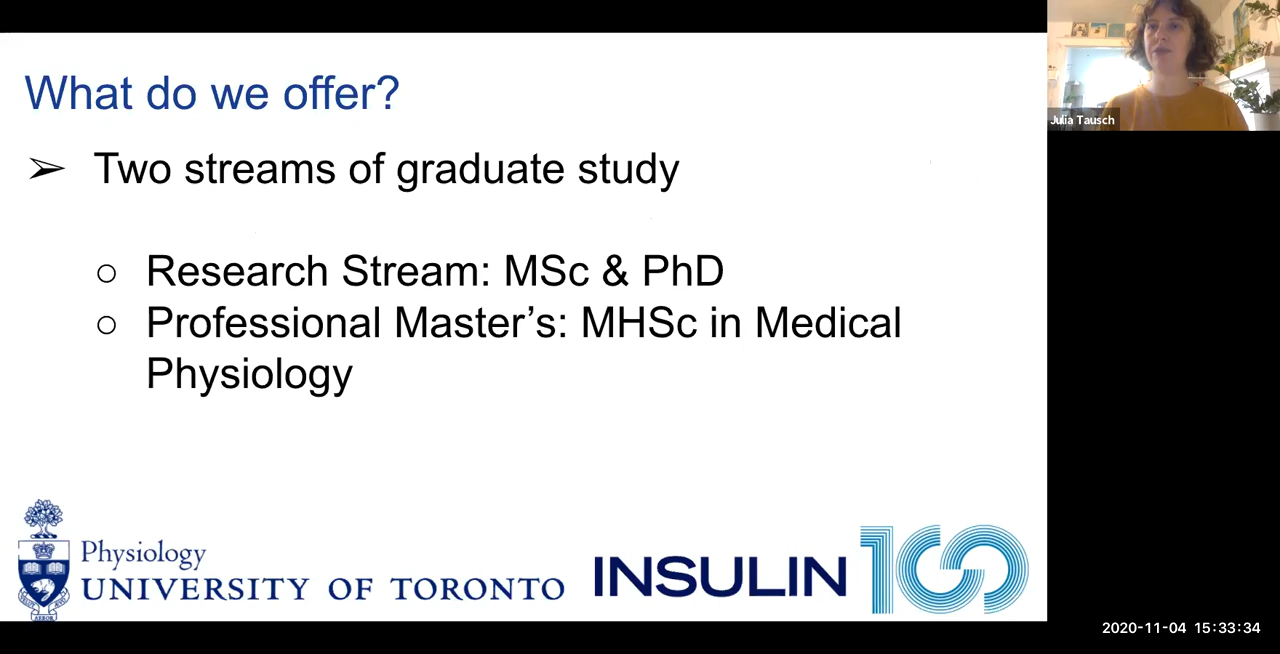 What do we offer?
➢ Two streams of graduate study
○ Research Stream: MSc & PhD
○ Professional Master’s: MHSc in Medical
Physiology
Physiology
UNIVERSITY OF TORONTO
ARBOR
INSULIN 100
Julia Tausch
2020-11-04 15:33:34